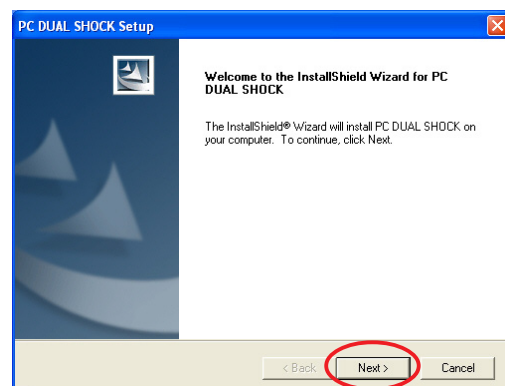 PC DUAL SHOCK Setup
Welcome to the InstallShield Wizard for PC
DUAL SHOCK
The InstallShield® Wizard will install PC DUAL SHOCK on
your computer. To continue, click Next.
< Back Next > Cancel